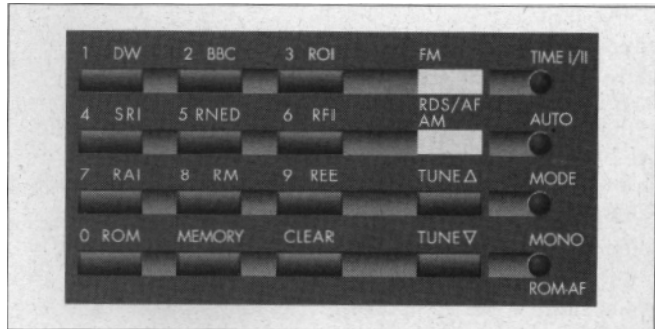 1 DW 2 BBC 3 ROI FM TIME I/II
4 SRI 5 RNED 6 RFI RDS/AF AM AUTO
7 RAI 8 RM 9 REE TUNE△ MODE
0 ROM MEMORY CLEAR TUNE▽ MONO
ROM-AF